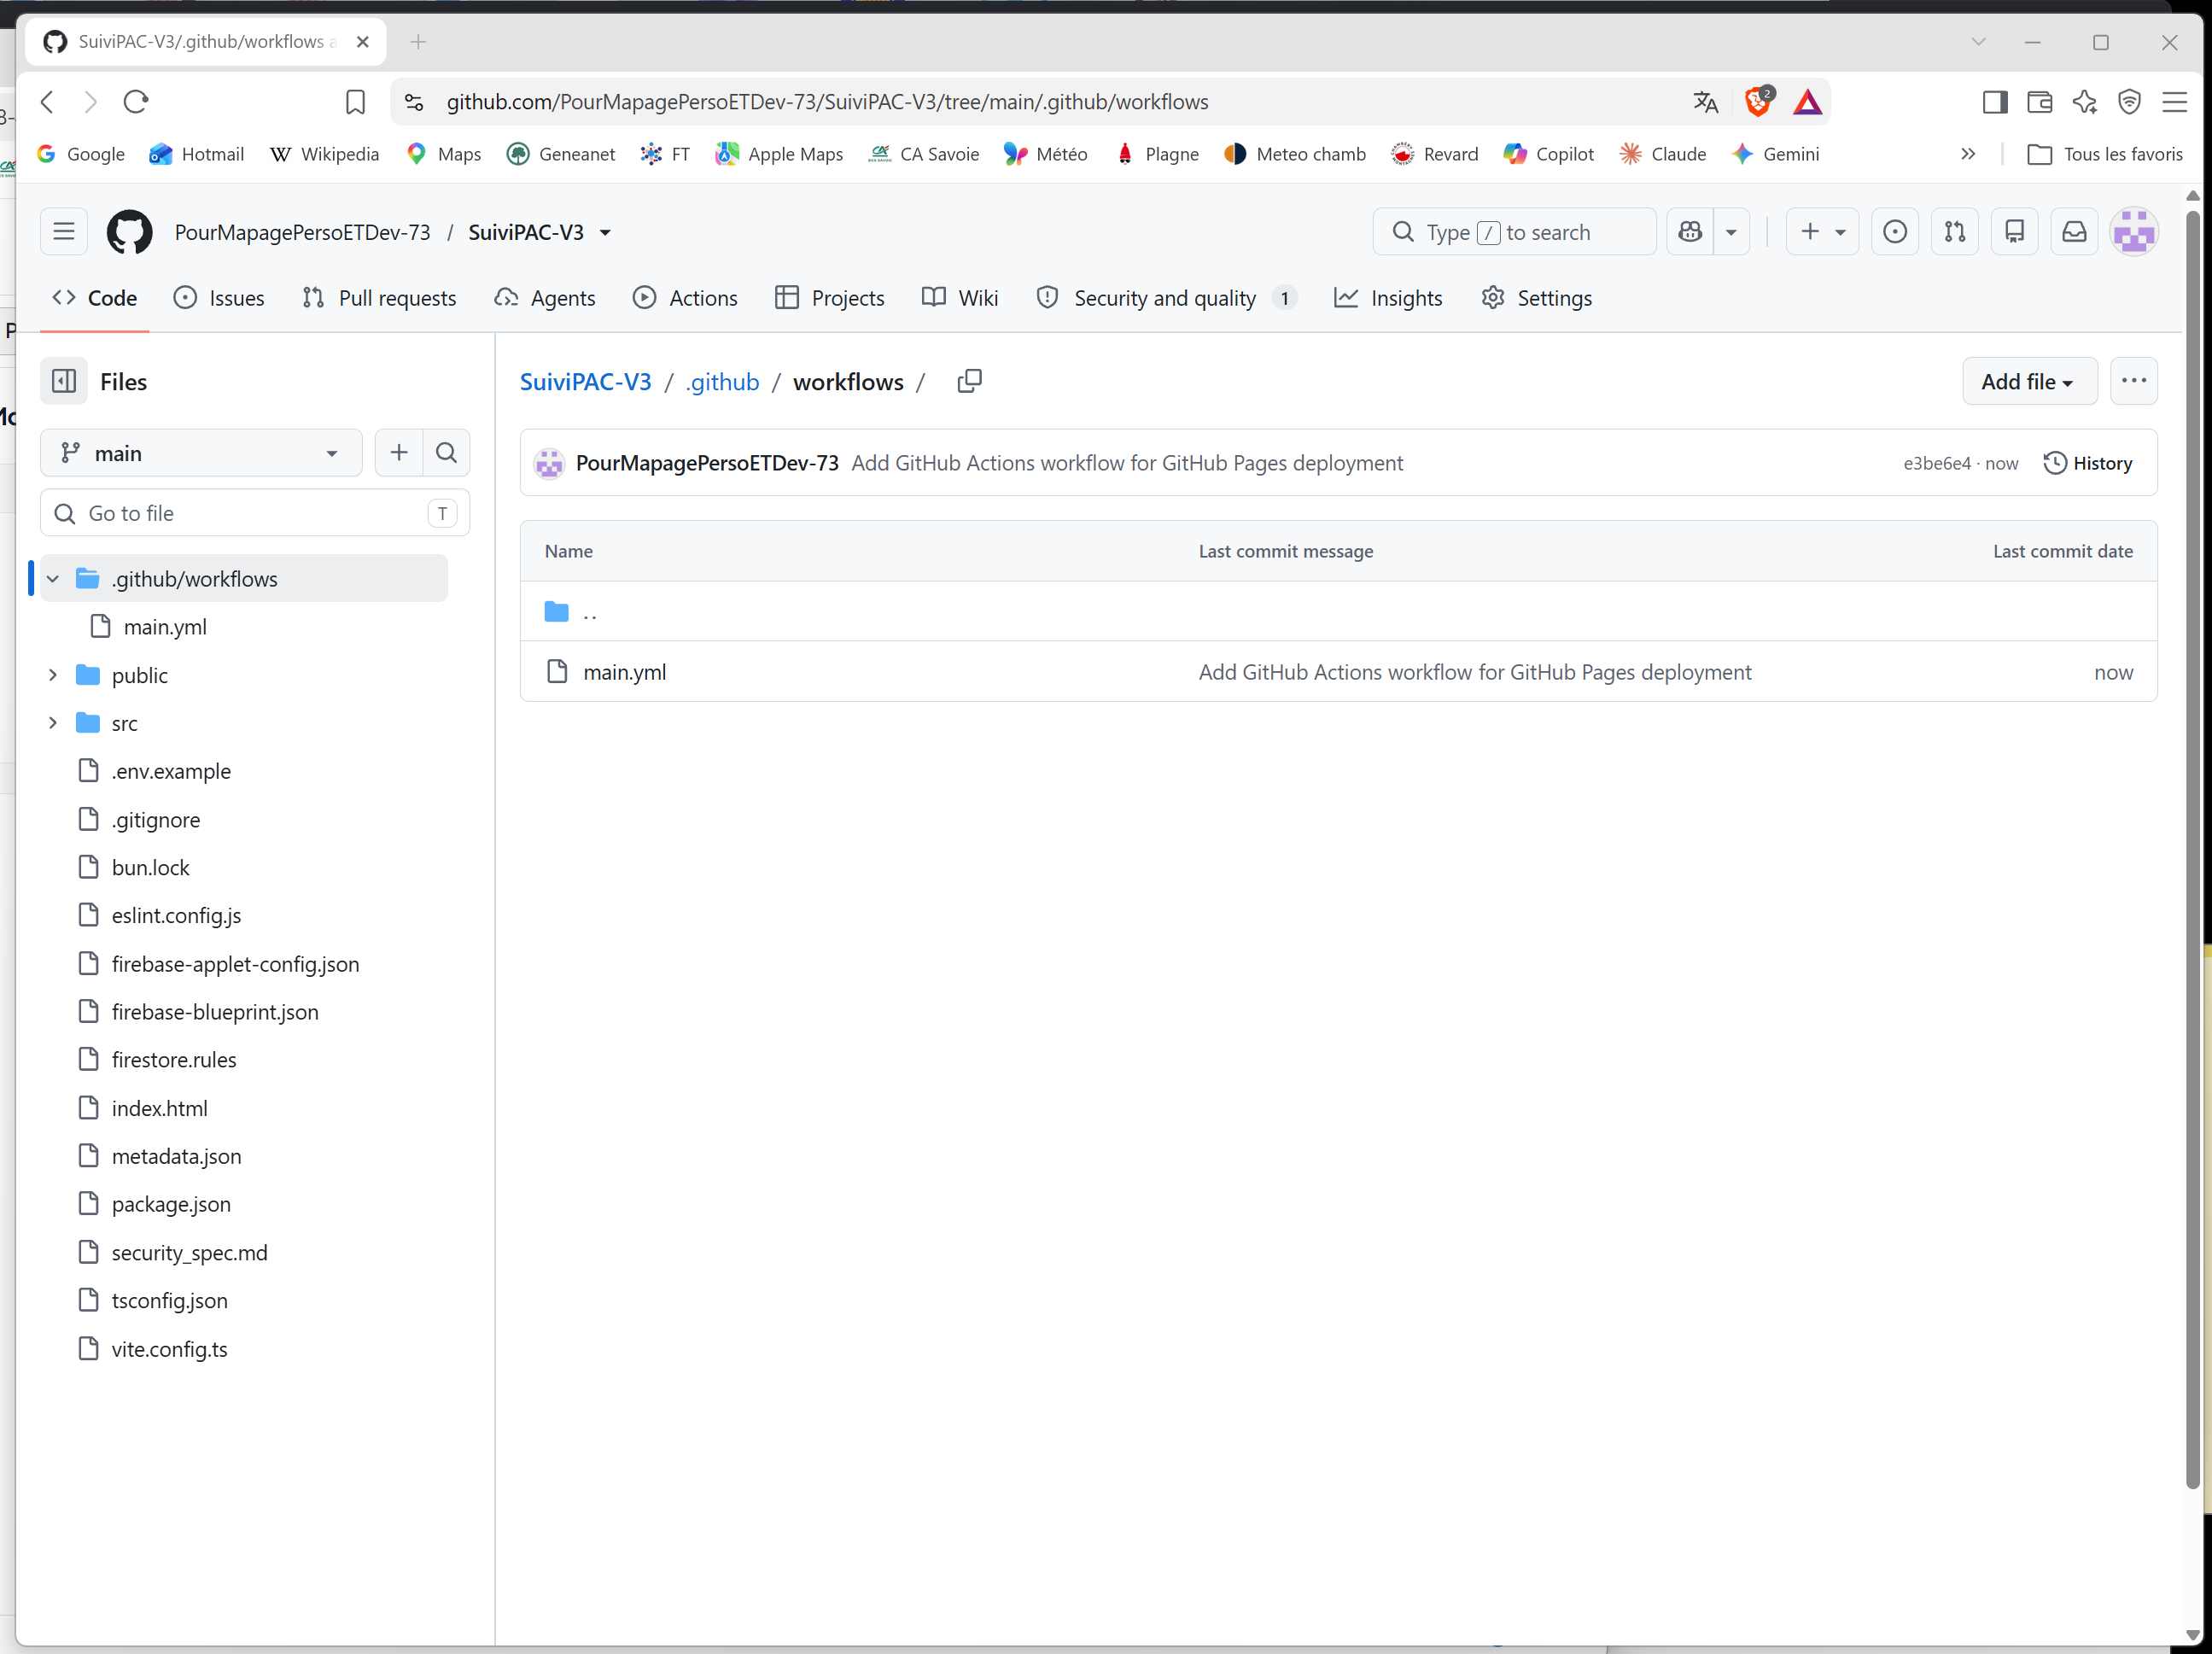 SuiviPAC-V3/.github/workflows a
github.com/PourMapagePersoETDev-73/SuiviPAC-V3/tree/main/.github/workflows
2
Google Hotmail Wikipedia Maps Geneanet FT Apple Maps CA Savoie Météo Plagne Meteo chamb Revard Copilot Claude Gemini Tous les favoris
PourMapagePersoETDev-73 / SuiviPAC-V3
Type / to search
Code Issues Pull requests Agents Actions Projects Wiki Security and quality 1 Insights Settings
Files
main
Go to file T
.github/workflows
main.yml
public
src
.env.example
.gitignore
bun.lock
eslint.config.js
firebase-applet-config.json
firebase-blueprint.json
firestore.rules
index.html
metadata.json
package.json
security_spec.md
tsconfig.json
vite.config.ts
SuiviPAC-V3 / .github / workflows /
Add file
PourMapagePersoETDev-73 Add GitHub Actions workflow for GitHub Pages deployment e3be6e4 · now History
Name Last commit message Last commit date
..
main.yml Add GitHub Actions workflow for GitHub Pages deployment now